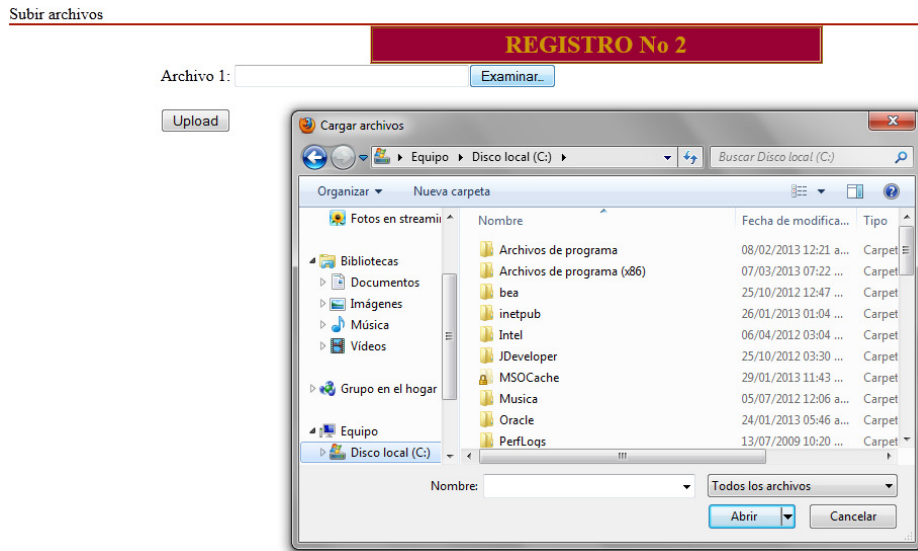 Subir archivos
REGISTRO No 2
Archivo 1: Examinar..
Upload
Cargar archivos
Equipo Disco local (C:) Buscar Disco local (C:)
Organizar Nueva carpeta
Fotos en streamin
Bibliotecas
Documentos
Imágenes
Música
Vídeos
Grupo en el hogar
Equipo
Disco local (C:)
Nombre Fecha de modifica... Tipo
Archivos de programa 08/02/2013 12:21 a... Carpet
Archivos de programa (x86) 07/03/2013 07:22 ... Carpet
bea 25/10/2012 12:47 ... Carpet
inetpub 26/01/2013 01:04 ... Carpet
Intel 06/04/2012 03:04 ... Carpet
JDeveloper 25/10/2012 03:30 ... Carpet
MSOCache 29/01/2013 11:43 ... Carpet
Musica 05/07/2012 12:06 a... Carpet
Oracle 24/01/2013 05:46 a... Carpet
PerfLogs 13/07/2009 10:20 ... Carpet
Nombre: Todos los archivos
Abrir Cancelar